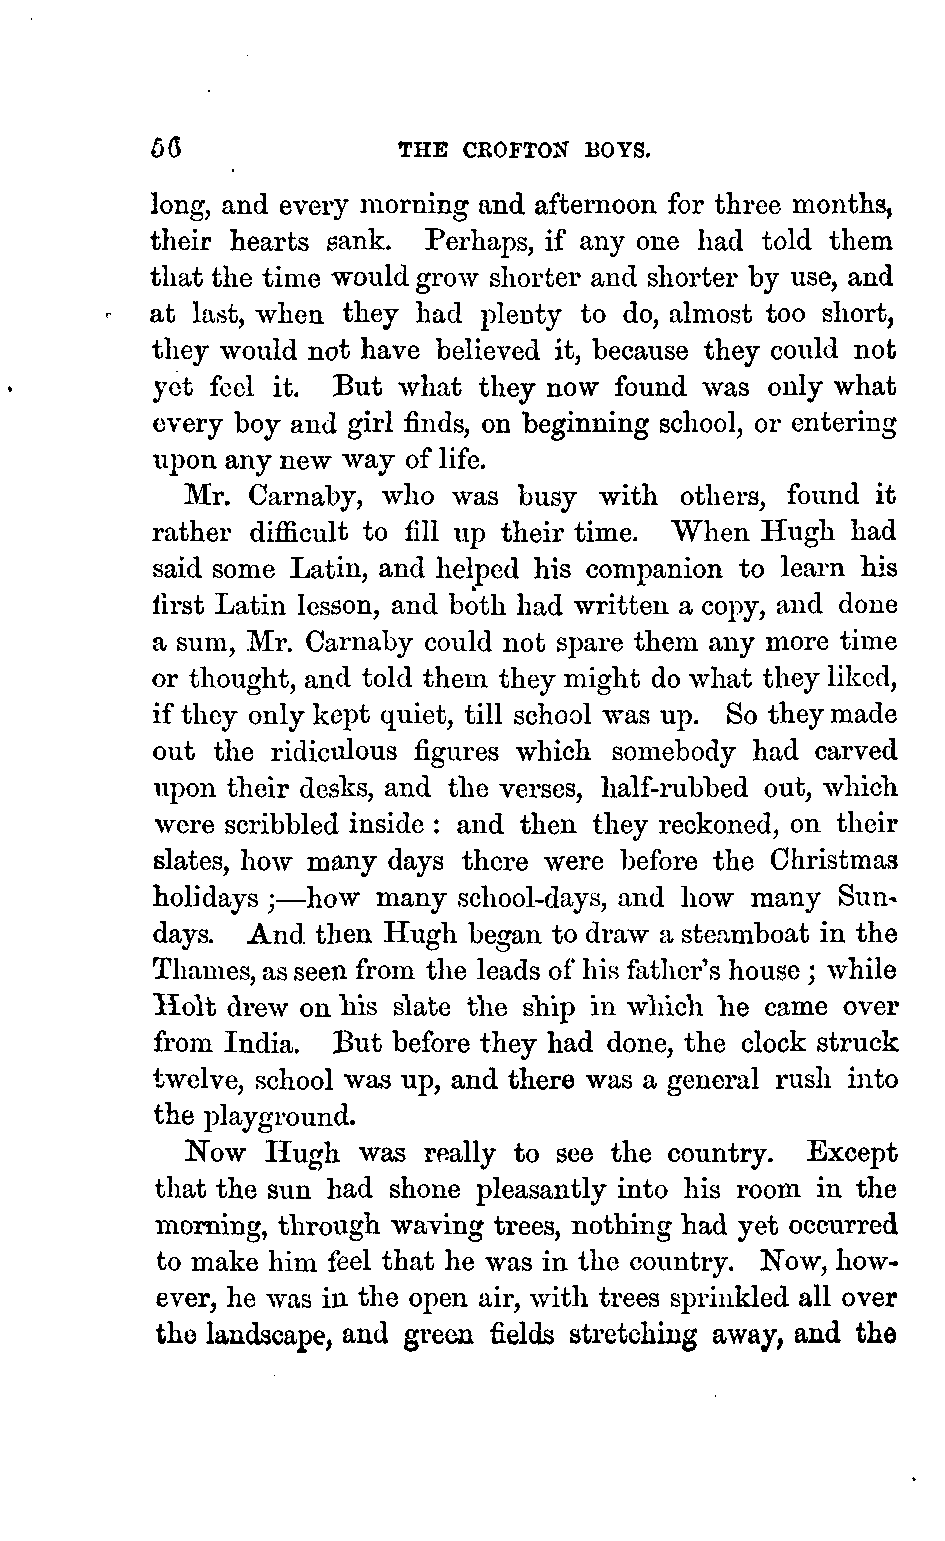 56 THE CROFTON BOYS.
long, and every morning and afternoon for three months,
their hearts sank. Perhaps, if any one had told them
that the time would grow shorter and shorter by use, and
at last, when they had plenty to do, almost too short,
they would not have believed it, because they could not
yet feel it. But what they now found was only what
every boy and girl finds, on beginning school, or entering
upon any new way of life.
Mr. Carnaby, who was busy with others, found it
rather difficult to fill up their time. When Hugh had
said some Latin, and helped his companion to learn his
first Latin lesson, and both had written a copy, and done
a sum, Mr. Carnaby could not spare them any more time
or thought, and told them they might do what they liked,
if they only kept quiet, till school was up. So they made
out the ridiculous figures which somebody had carved
upon their desks, and the verses, half-rubbed out, which
were scribbled inside : and then they reckoned, on their
slates, how many days there were before the Christmas
holidays ;—how many school-days, and how many Sun-
days. And then Hugh began to draw a steamboat in the
Thames, as seen from the leads of his father's house ; while
Holt drew on his slate the ship in which he came over
from India. But before they had done, the clock struck
twelve, school was up, and there was a general rush into
the playground.
Now Hugh was really to see the country. Except
that the sun had shone pleasantly into his room in the
morning, through waving trees, nothing had yet occurred
to make him feel that he was in the country. Now, how-
ever, he was in the open air, with trees sprinkled all over
the landscape, and green fields stretching away, and the